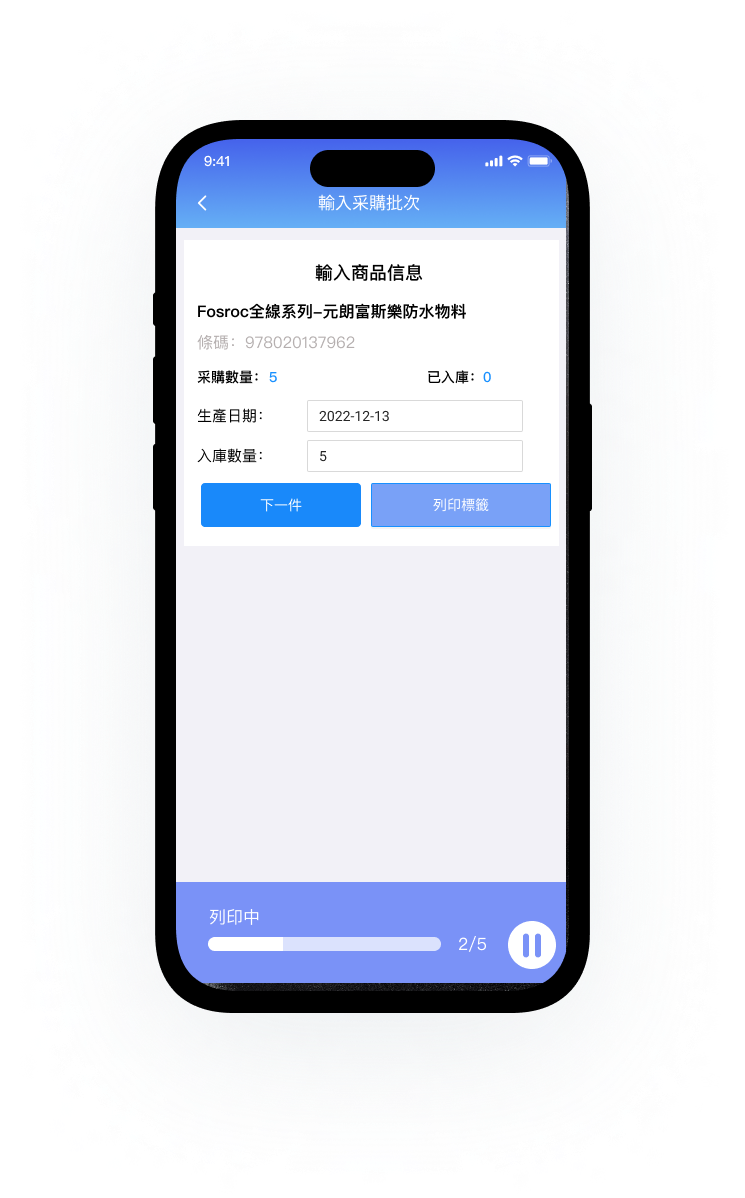 9:41
輸入采購批次
輸入商品信息
Fosroc全線系列-元朗富斯樂防水物料
條碼：978020137962
采購數量：5 已入庫：0
生產日期： 2022-12-13
入庫數量： 5
下一件 列印標籤
列印中
2/5